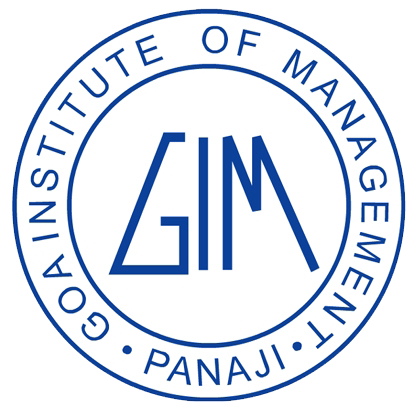 GOA INSTITUTE OF MANAGEMENT
• PANAJI •
GIM